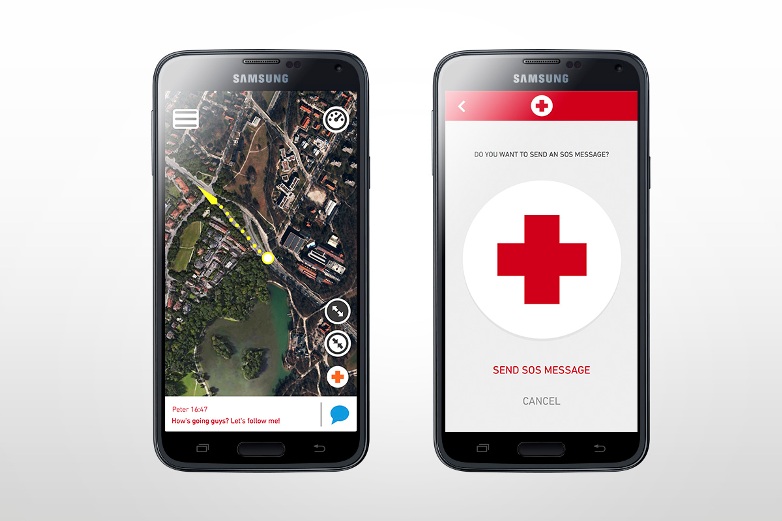 SAMSUNG
Peter 16:47
How's going guys? Let's follow me!
SAMSUNG
DO YOU WANT TO SEND AN SOS MESSAGE?
SEND SOS MESSAGE
CANCEL